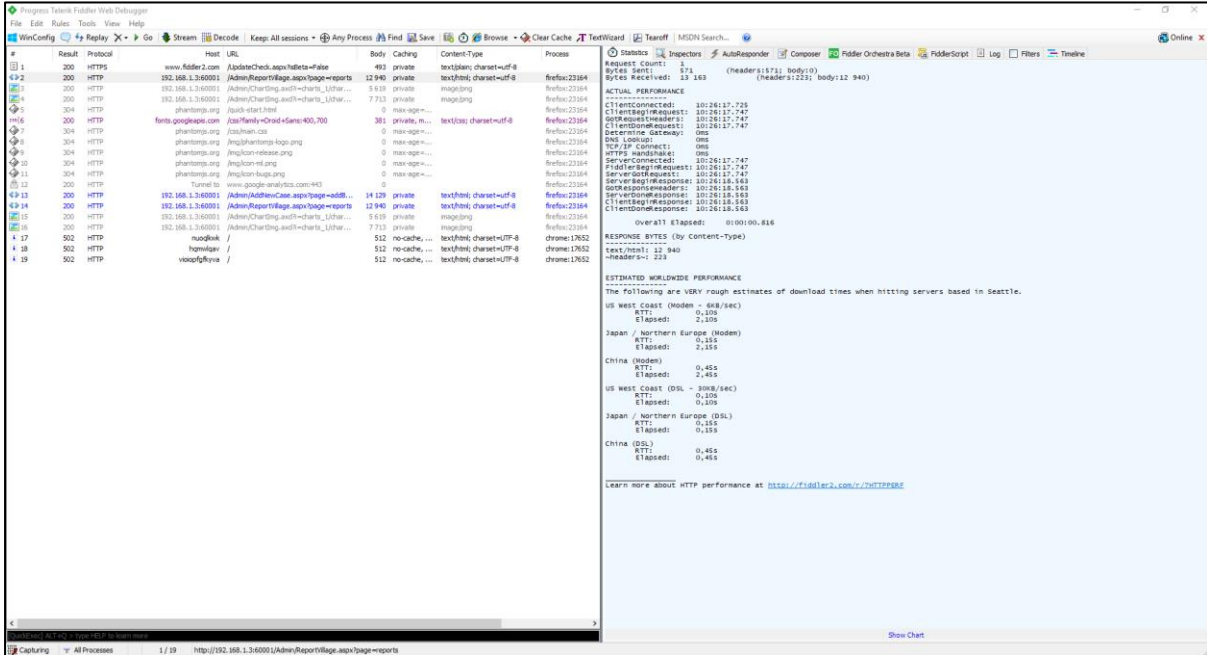 Progress Telerik Fiddler Web Debugger
File Edit Rules Tools View Help
WinConfig Replay Go Stream Decode Keep: All sessions Any Process Find Save Browse Clear Cache TextWizard Tearoff MSDN Search... Online
# Result Protocol Host URL Body Caching Content-Type Process
1 200 HTTPS www.fiddler2.com /UpdateCheck.aspx?isBeta=False 493 private text/plain; charset=utf-8
2 200 HTTP 192.168.1.3:60001 /Admin/ReportVillage.aspx?page=reports 12 940 private text/html; charset=utf-8 firefox:23164
3 200 HTTP 192.168.1.3:60001 /Admin/ChartImg.axd?i=charts_1/char... 5 619 private image/png firefox:23164
4 200 HTTP 192.168.1.3:60001 /Admin/ChartImg.axd?i=charts_1/char... 7 713 private image/png firefox:23164
5 304 HTTP phantomjs.org /quick-start.html 0 max-age=... firefox:23164
6 200 HTTP fonts.googleapis.com /css?family=Droid+Sans:400,700 381 private, m... text/css; charset=utf-8 firefox:23164
7 304 HTTP phantomjs.org /css/main.css 0 max-age=... firefox:23164
8 304 HTTP phantomjs.org /img/phantomjs-logo.png 0 max-age=... firefox:23164
9 304 HTTP phantomjs.org /img/icon-release.png 0 max-age=... firefox:23164
10 304 HTTP phantomjs.org /img/icon-ml.png 0 max-age=... firefox:23164
11 304 HTTP phantomjs.org /img/icon-bugs.png 0 max-age=... firefox:23164
12 200 HTTP Tunnel to www.google-analytics.com:443 0 firefox:23164
13 200 HTTP 192.168.1.3:60001 /Admin/AddNewCase.aspx?page=addB... 14 129 private text/html; charset=utf-8 firefox:23164
14 200 HTTP 192.168.1.3:60001 /Admin/ReportVillage.aspx?page=reports 12 940 private text/html; charset=utf-8 firefox:23164
15 200 HTTP 192.168.1.3:60001 /Admin/ChartImg.axd?i=charts_1/char... 5 619 private image/png firefox:23164
16 200 HTTP 192.168.1.3:60001 /Admin/ChartImg.axd?i=charts_1/char... 7 713 private image/png firefox:23164
17 502 HTTP nuoqlkwk / 512 no-cache, ... text/html; charset=UTF-8 chrome:17652
18 502 HTTP hqmwlqav / 512 no-cache, ... text/html; charset=UTF-8 chrome:17652
19 502 HTTP vioiopfgfkyva / 512 no-cache, ... text/html; charset=UTF-8 chrome:17652
Statistics Inspectors AutoResponder Composer FO Fiddler Orchestra Beta FiddlerScript Log Filters Timeline
Request Count: 1
Bytes Sent: 571 (headers:571; body:0)
Bytes Received: 13 163 (headers:223; body:12 940)
ACTUAL PERFORMANCE
--------------
ClientConnected: 10:26:17.725
ClientBeginRequest: 10:26:17.747
GotRequestHeaders: 10:26:17.747
ClientDoneRequest: 10:26:17.747
Determine Gateway: 0ms
DNS Lookup: 0ms
TCP/IP Connect: 0ms
HTTPS Handshake: 0ms
ServerConnected: 10:26:17.747
FiddlerBeginRequest: 10:26:17.747
ServerGotRequest: 10:26:17.747
ServerBeginResponse: 10:26:18.563
GotResponseHeaders: 10:26:18.563
ServerDoneResponse: 10:26:18.563
ClientBeginResponse: 10:26:18.563
ClientDoneResponse: 10:26:18.563
Overall Elapsed: 0:00:00.816
RESPONSE BYTES (by Content-Type)
--------------
text/html: 12 940
~headers~: 223
ESTIMATED WORLDWIDE PERFORMANCE
--------------
The following are VERY rough estimates of download times when hitting servers based in Seattle.
US West Coast (Modem - 6KB/sec)
RTT: 0,10s
Elapsed: 2,10s
Japan / Northern Europe (Modem)
RTT: 0,15s
Elapsed: 2,15s
China (Modem)
RTT: 0,45s
Elapsed: 2,45s
US West Coast (DSL - 30KB/sec)
RTT: 0,10s
Elapsed: 0,10s
Japan / Northern Europe (DSL)
RTT: 0,15s
Elapsed: 0,15s
China (DSL)
RTT: 0,45s
Elapsed: 0,45s
Learn more about HTTP performance at http://fiddler2.com/r/?HTTPPERF
Show Chart
[QuickExec] ALT+Q > type HELP to learn more
Capturing All Processes 1 / 19 http://192.168.1.3:60001/Admin/ReportVillage.aspx?page=reports